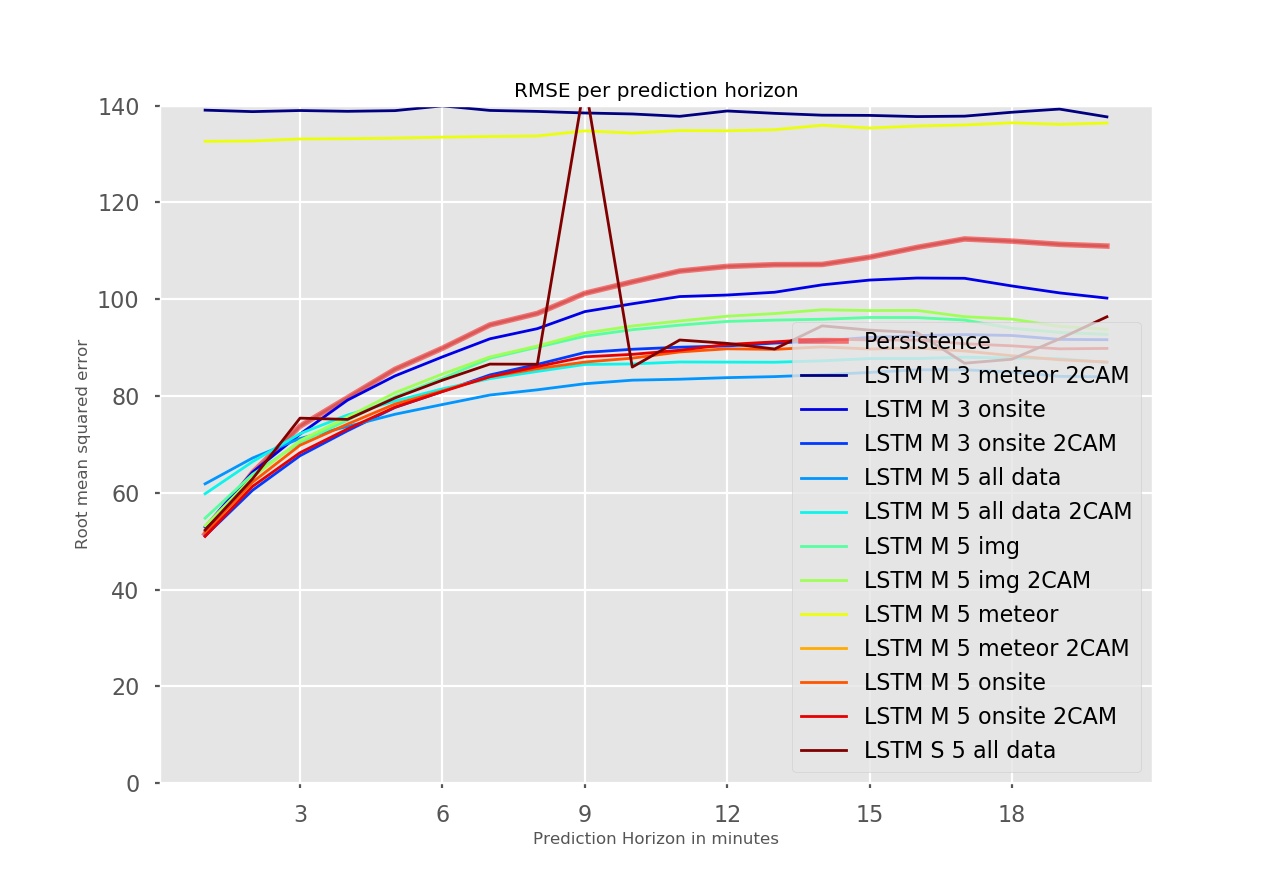 RMSE per prediction horizon
140
120
100
80
60
40
20
0
Root mean squared error
3
6
9
12
15
18
Prediction Horizon in minutes
Persistence
LSTM M 3 meteor 2CAM
LSTM M 3 onsite
LSTM M 3 onsite 2CAM
LSTM M 5 all data
LSTM M 5 all data 2CAM
LSTM M 5 img
LSTM M 5 img 2CAM
LSTM M 5 meteor
LSTM M 5 meteor 2CAM
LSTM M 5 onsite
LSTM M 5 onsite 2CAM
LSTM S 5 all data